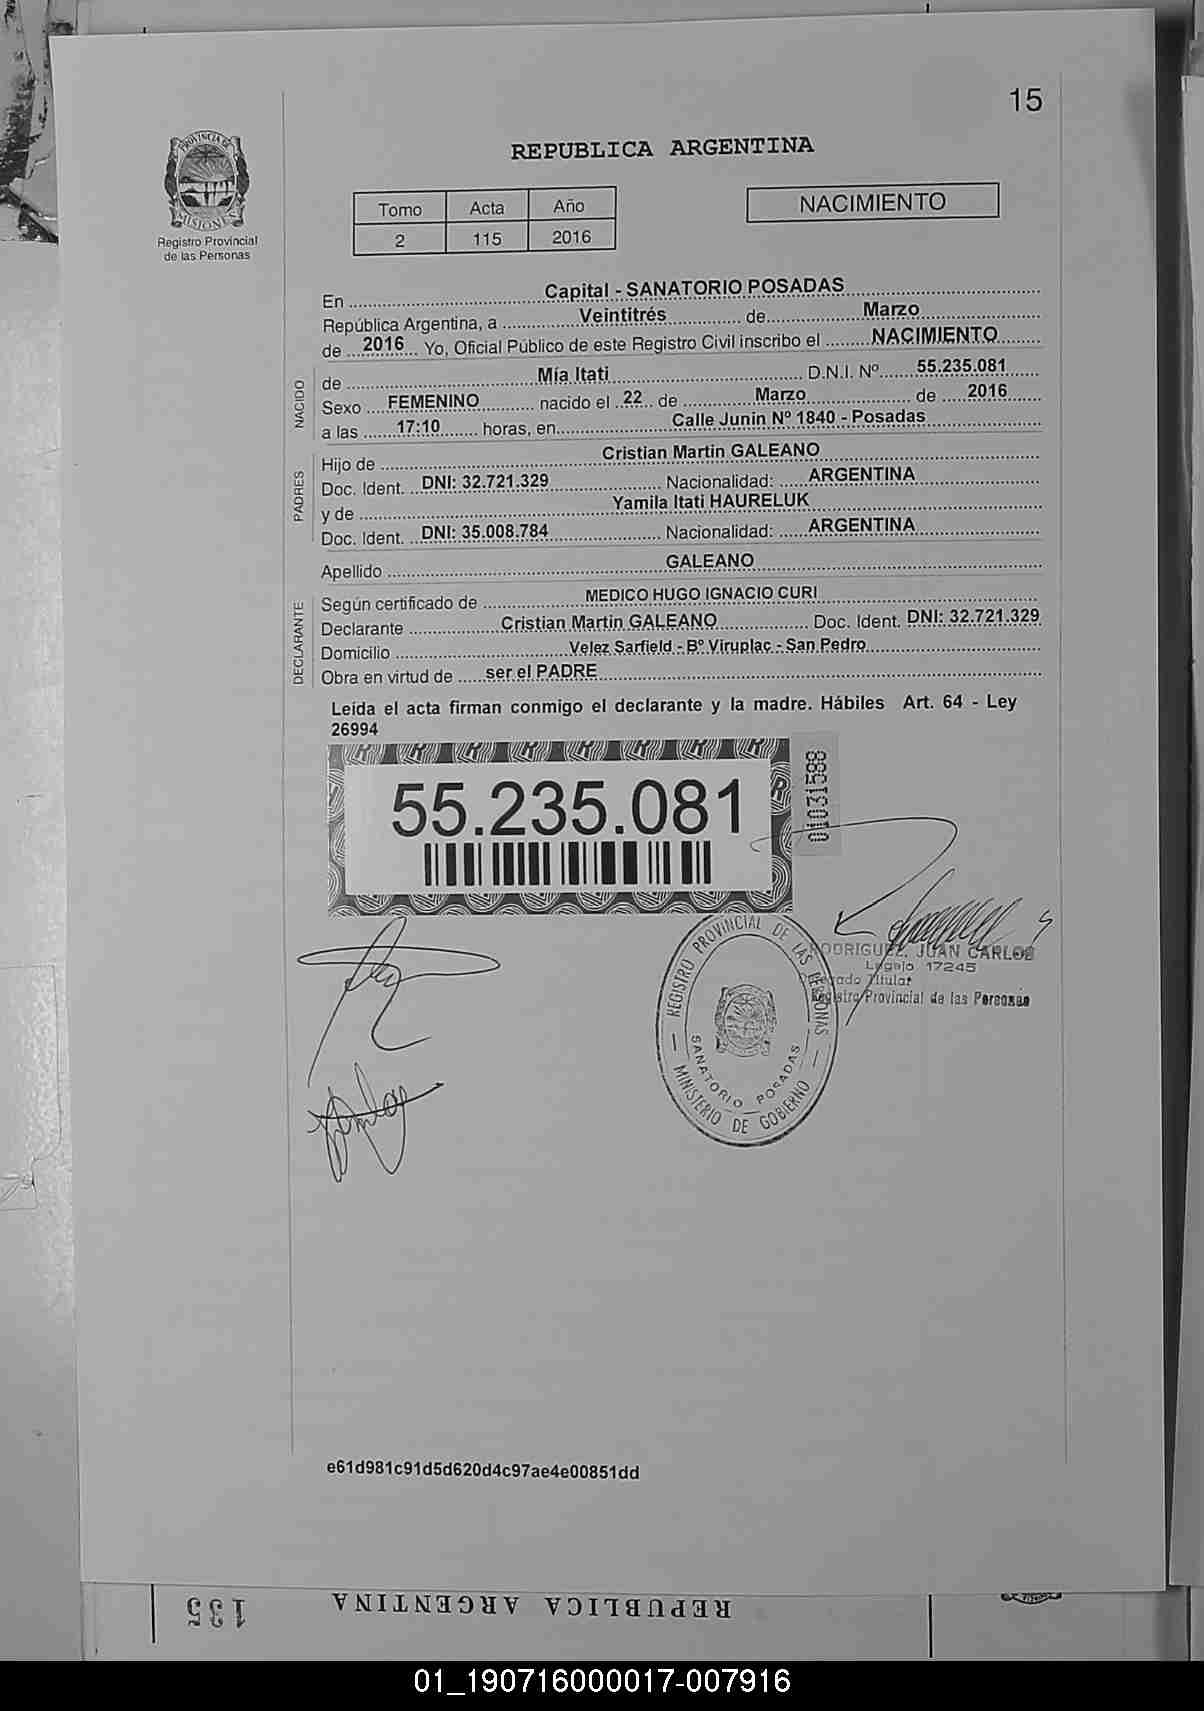 15
PROVINCIA DE
MISIONES
Registro Provincial
de las Personas
REPUBLICA ARGENTINA
Tomo Acta Año
2 115 2016
NACIMIENTO
En Capital - SANATORIO POSADAS
República Argentina, a Veintitrés de Marzo
de 2016 Yo, Oficial Público de este Registro Civil inscribo el NACIMIENTO
NACIDO
de Mía Itati D.N.I. Nº 55.235.081
Sexo FEMENINO nacido el 22 de Marzo de 2016
a las 17:10 horas, en Calle Junin Nº 1840 - Posadas
PADRES
Hijo de Cristian Martin GALEANO
Doc. Ident. DNI: 32.721.329 Nacionalidad: ARGENTINA
y de Yamila Itati HAURELUK
Doc. Ident. DNI: 35.008.784 Nacionalidad: ARGENTINA
Apellido GALEANO
DECLARANTE
Según certificado de MEDICO HUGO IGNACIO CURI
Declarante Cristian Martin GALEANO Doc. Ident. DNI: 32.721.329
Domicilio Velez Sarfield - Bº Viruplac - San Pedro
Obra en virtud de ser el PADRE
Leída el acta firman conmigo el declarante y la madre. Hábiles Art. 64 - Ley
26994
55.235.081
01031588
REGISTRO PROVINCIAL DE LAS PERSONAS
SANATORIO POSADAS
MINISTERIO DE GOBIERNO
RODRIGUEZ, JUAN CARLOS
Legajo 17245
Titular
Provincial de las Personas
e61d981c91d5d620d4c97ae4e00851dd
REPUBLICA ARGENTINA
135
01_190716000017-007916